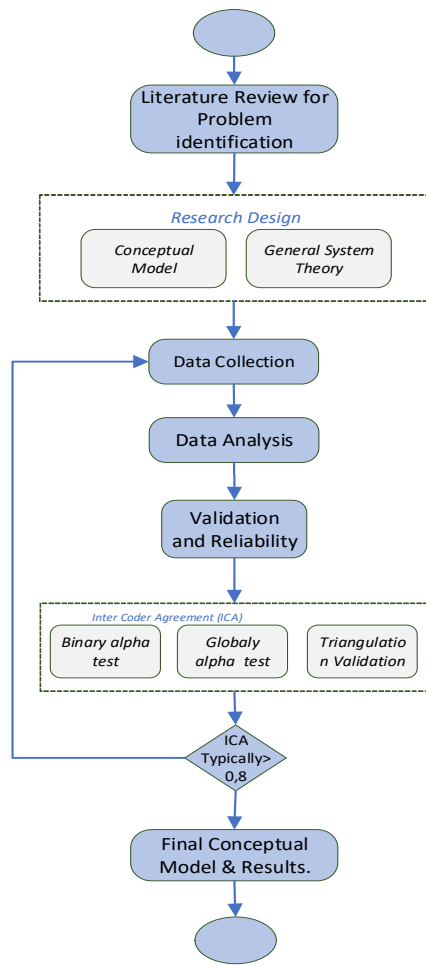 Literature Review for
Problem
identification
Research Design
Conceptual
Model
General System
Theory
Data Collection
Data Analysis
Validation
and Reliability
Inter Coder Agreement (ICA)
Binary alpha
test
Globaly
alpha test
Triangulatio
n Validation
ICA
Typically>
0,8
Final Conceptual
Model & Results.